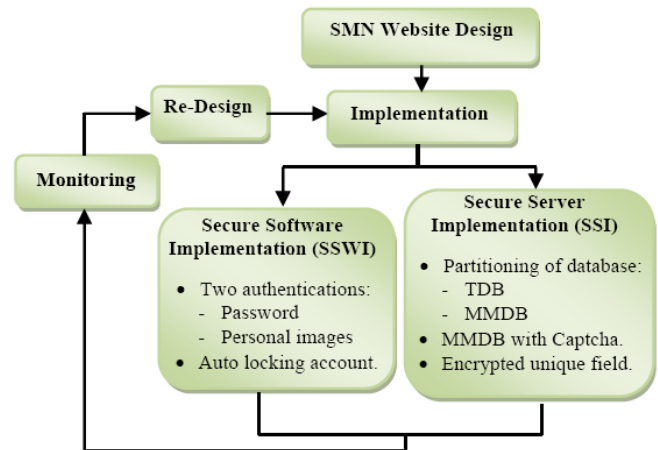 SMN Website Design
Re-Design
Implementation
Monitoring
Secure Software
Implementation (SSWI)
• Two authentications:
- Password
- Personal images
• Auto locking account.
Secure Server
Implementation (SSI)
• Partitioning of database:
- TDB
- MMDB
• MMDB with Captcha.
• Encrypted unique field.